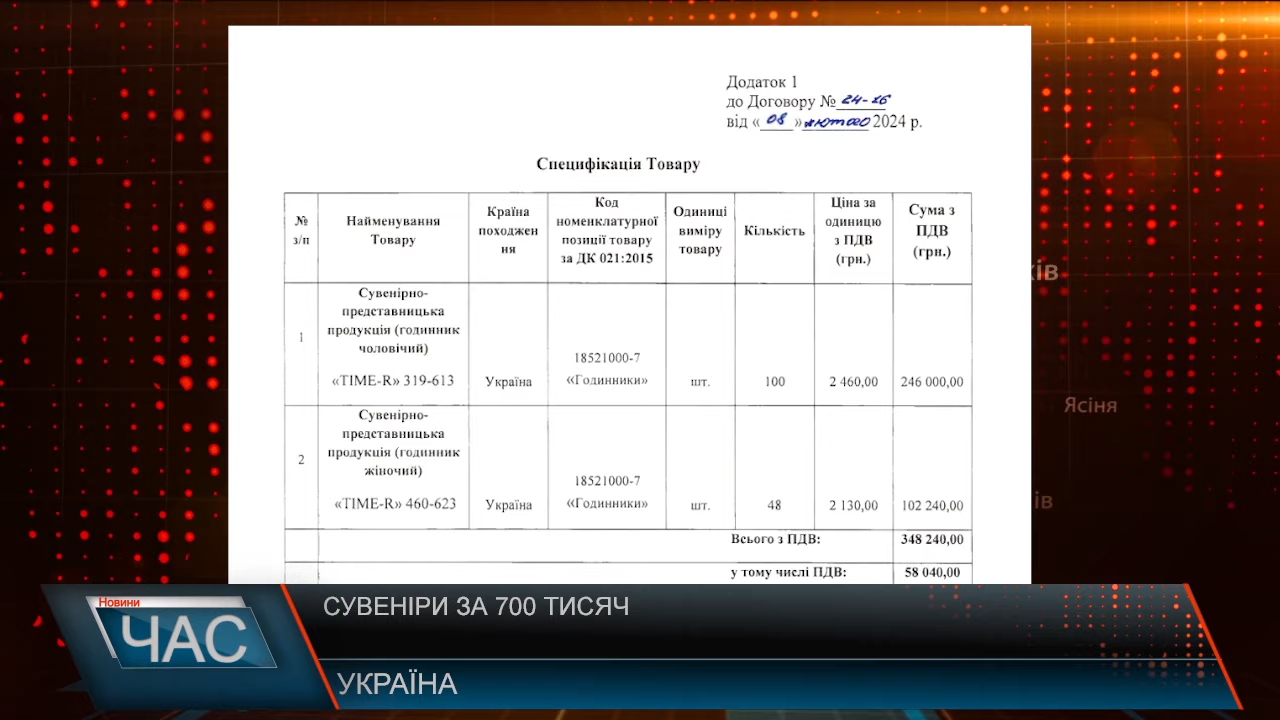 Додаток 1
до Договору № 24-26
від « 08 » лютого 2024 р.
Специфікація Товару
№ з/п
Найменування Товару
Країна походжен ня
Код номенклатурної позиції товару за ДК 021:2015
Одиниці виміру товару
Кількість
Ціна за одиницю з ПДВ (грн.)
Сума з ПДВ (грн.)
1
Сувенірно-
представницька
продукція (годинник
чоловічий)
«TIME-R» 319-613
Україна
18521000-7
«Годинники»
шт.
100
2 460,00
246 000,00
2
Сувенірно-
представницька
продукція (годинник
жіночий)
«TIME-R» 460-623
Україна
18521000-7
«Годинники»
шт.
48
2 130,00
102 240,00
Всього з ПДВ: 348 240,00
у тому числі ПДВ: 58 040,00
ків
Ясіня
ів
Новини
ЧАС
СУВЕНІРИ ЗА 700 ТИСЯЧ
УКРАЇНА